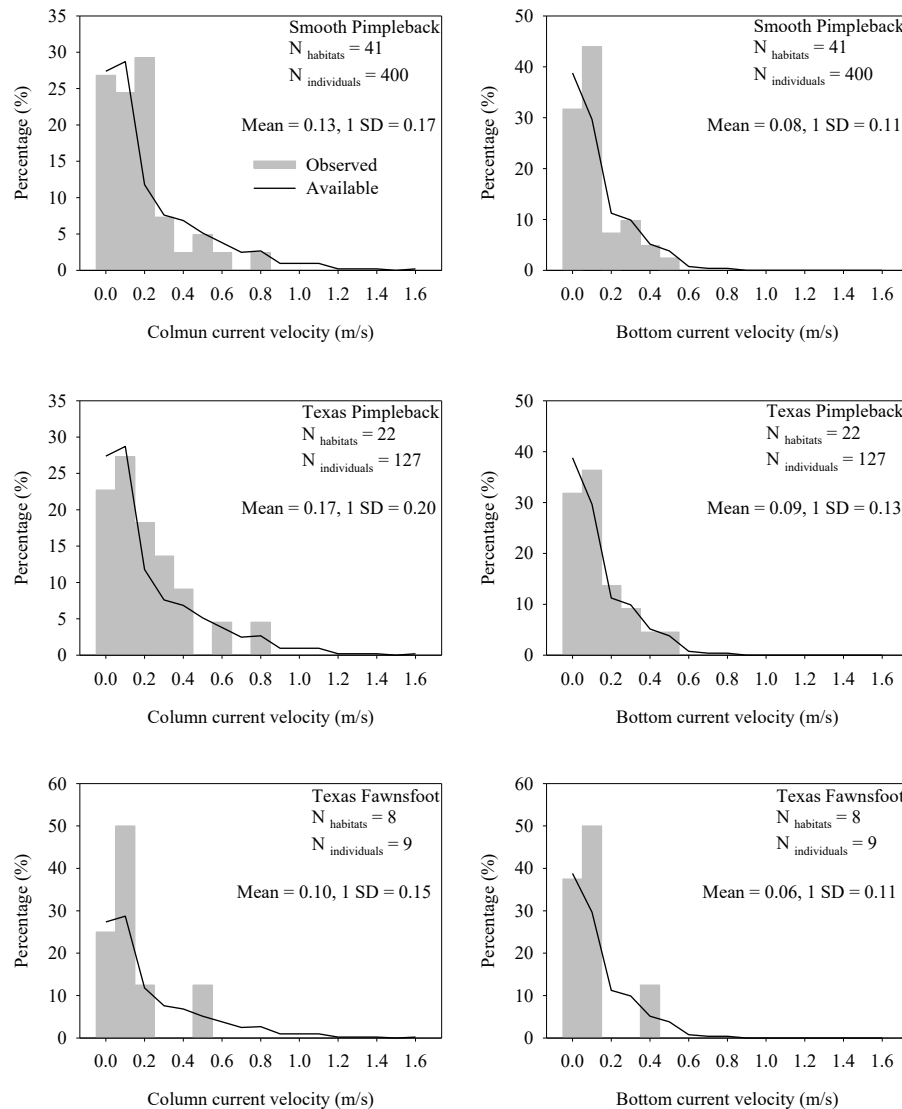 Smooth Pimpleback
N habitats = 41
N individuals = 400
Mean = 0.13, 1 SD = 0.17
Observed
Available
Percentage (%)
35
30
25
20
15
10
5
0
0.0 0.2 0.4 0.6 0.8 1.0 1.2 1.4 1.6
Colmun current velocity (m/s)
Smooth Pimpleback
N habitats = 41
N individuals = 400
Mean = 0.08, 1 SD = 0.11
Percentage (%)
50
40
30
20
10
0
0.0 0.2 0.4 0.6 0.8 1.0 1.2 1.4 1.6
Bottom current velocity (m/s)
Texas Pimpleback
N habitats = 22
N individuals = 127
Mean = 0.17, 1 SD = 0.20
Percentage (%)
35
30
25
20
15
10
5
0
0.0 0.2 0.4 0.6 0.8 1.0 1.2 1.4 1.6
Column current velocity (m/s)
Texas Pimpleback
N habitats = 22
N individuals = 127
Mean = 0.09, 1 SD = 0.13
Percentage (%)
50
40
30
20
10
0
0.0 0.2 0.4 0.6 0.8 1.0 1.2 1.4 1.6
Bottom current velocity (m/s)
Texas Fawnsfoot
N habitats = 8
N individuals = 9
Mean = 0.10, 1 SD = 0.15
Percentage (%)
60
50
40
30
20
10
0
0.0 0.2 0.4 0.6 0.8 1.0 1.2 1.4 1.6
Column current velocity (m/s)
Texas Fawnsfoot
N habitats = 8
N individuals = 9
Mean = 0.06, 1 SD = 0.11
Percentage (%)
60
50
40
30
20
10
0
0.0 0.2 0.4 0.6 0.8 1.0 1.2 1.4 1.6
Bottom current velocity (m/s)